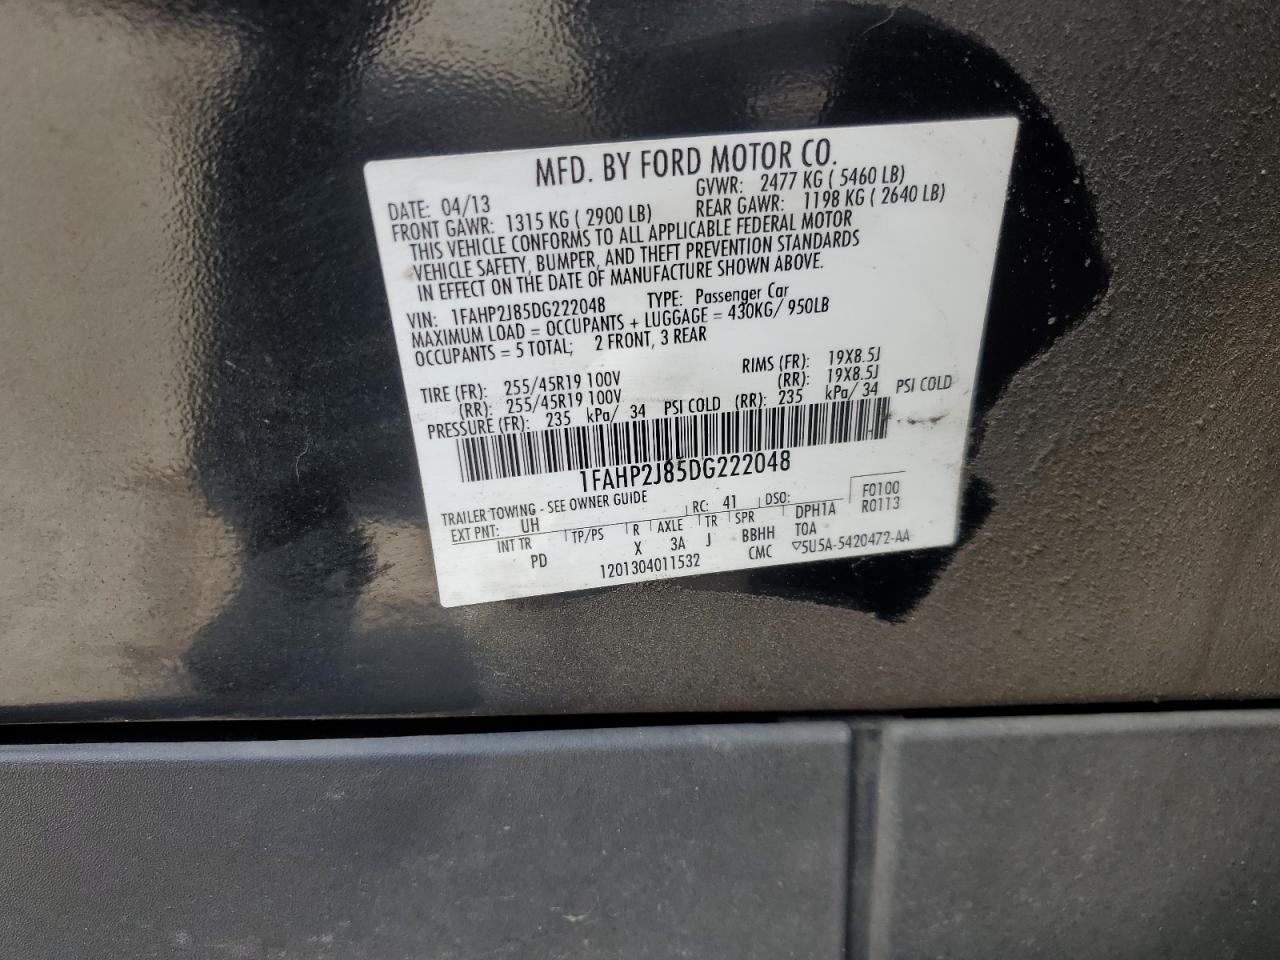 MFD. BY FORD MOTOR CO.
DATE: 04/13 GVWR: 2477 KG ( 5460 LB)
FRONT GAWR: 1315 KG ( 2900 LB) REAR GAWR: 1198 KG ( 2640 LB)
THIS VEHICLE CONFORMS TO ALL APPLICABLE FEDERAL MOTOR
VEHICLE SAFETY, BUMPER, AND THEFT PREVENTION STANDARDS
IN EFFECT ON THE DATE OF MANUFACTURE SHOWN ABOVE.
VIN: 1FAHP2J85DG222048 TYPE: Passenger Car
MAXIMUM LOAD = OCCUPANTS + LUGGAGE = 430KG/ 950LB
OCCUPANTS = 5 TOTAL; 2 FRONT, 3 REAR
TIRE (FR): 255/45R19 100V RIMS (FR): 19X8.5J
(RR): 255/45R19 100V (RR): 19X8.5J
PRESSURE (FR): 235 kPa/ 34 PSI COLD (RR): 235 kPa/ 34 PSI COLD
1FAHP2J85DG222048
TRAILER TOWING - SEE OWNER GUIDE
EXT PNT: UH RC: 41 DSO: F0100
INT TR TP/PS R AXLE TR SPR DPH1A R0113
PD X 3A J BBHH TOA
1201304011532 CMC ▽5U5A-5420472-AA